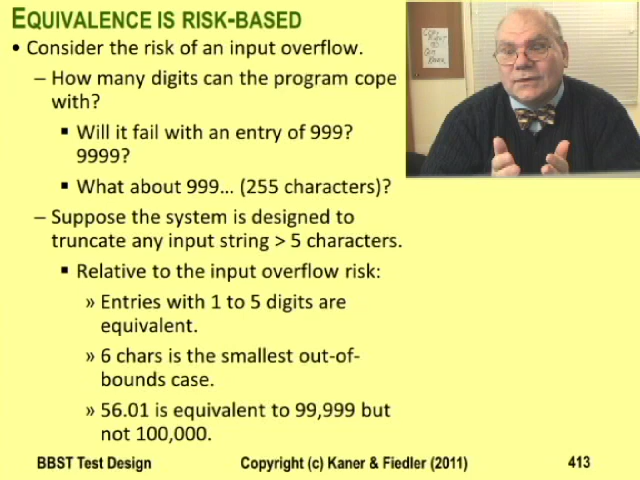 EQUIVALENCE IS RISK-BASED
• Consider the risk of an input overflow.
– How many digits can the program cope
with?
▪ Will it fail with an entry of 999?
9999?
▪ What about 999… (255 characters)?
– Suppose the system is designed to
truncate any input string > 5 characters.
▪ Relative to the input overflow risk:
» Entries with 1 to 5 digits are
equivalent.
» 6 chars is the smallest out-of-
bounds case.
» 56.01 is equivalent to 99,999 but
not 100,000.
BBST Test Design Copyright (c) Kaner & Fiedler (2011) 413